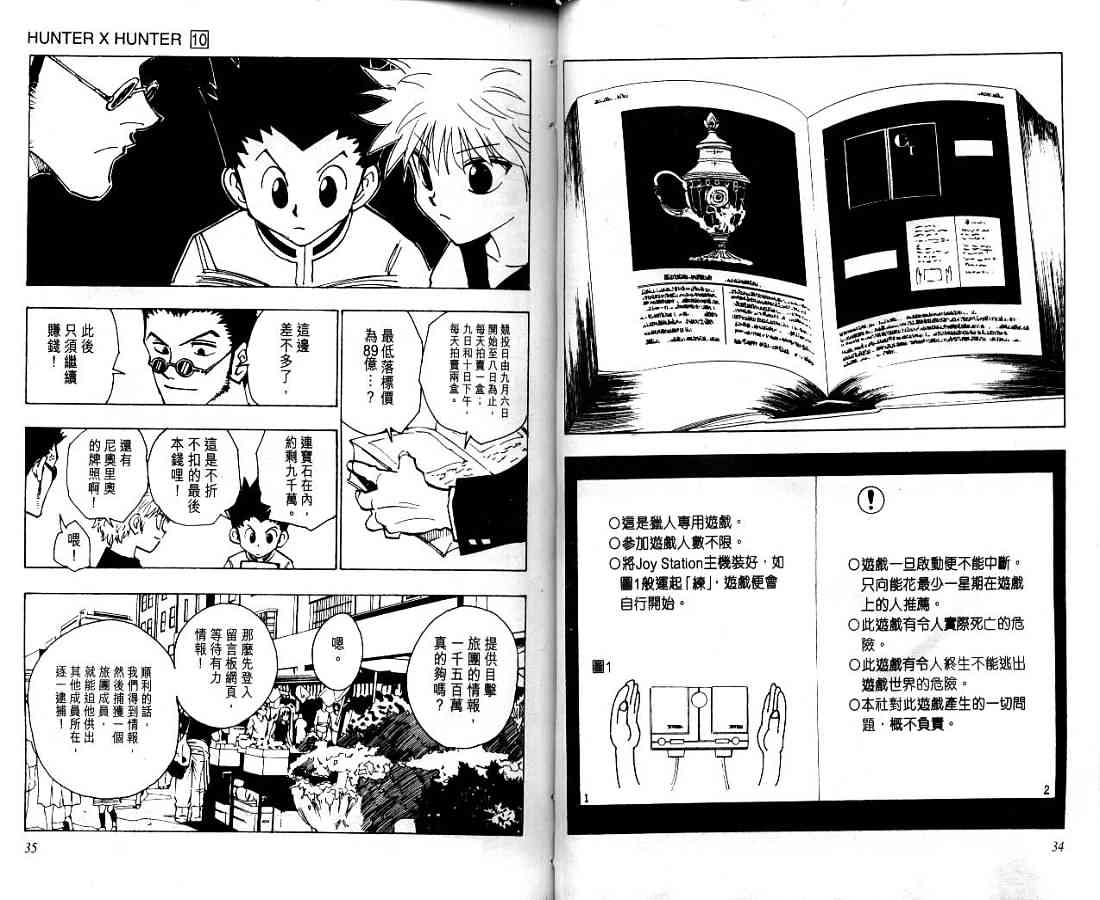 HUNTER X HUNTER 10
G
I
○這是獵人專用遊戲。
○參加遊戲人數不限。
○將Joy Station主機裝好,如
圖1般運起「練」,遊戲便會
自行開始。
圖1
1
!
○遊戲一旦啟動便不能中斷。
只向能花最少一星期在遊戲
上的人推薦。
○此遊戲有令人實際死亡的危
險。
○此遊戲有令人終生不能逃出
遊戲世界的危險。
○本社對此遊戲產生的一切問
題,概不負責。
2
34
競投日由九月六日
開始至八日為止,
每天拍賣一盒;
九日和十日下午,
每天拍賣兩盒。
最低落標價
為89億…?
這邊
差不多了,
此後
只須繼續
賺錢!
連寶石在內,
約剩九千萬。
這是不折
不扣的最後
本錢哩!
還有
尼奧里奧
的牌照啊!
喂!
提供目擊
旅團的情報,
一千五百萬
真的夠嗎?
嗯。
那麼先登入
留言板網頁,
等待有力
情報!
順利的話,
我們得到情報,
然後捕獲一個
旅團成員,
就能迫他供出
其他成員所在,
逐一逮捕!
35